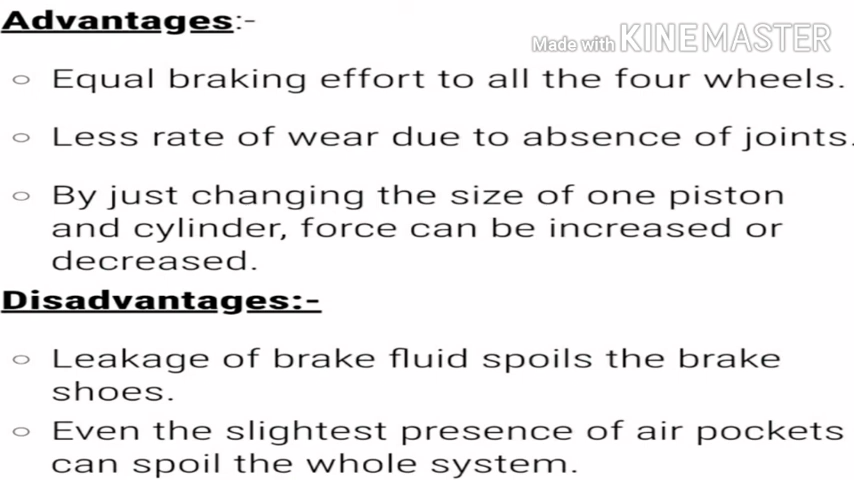 Advantages:-
Made with KINEMASTER
○ Equal braking effort to all the four wheels.
○ Less rate of wear due to absence of joints.
○ By just changing the size of one piston
and cylinder, force can be increased or
decreased.
Disadvantages:-
○ Leakage of brake fluid spoils the brake
shoes.
○ Even the slightest presence of air pockets
can spoil the whole system.